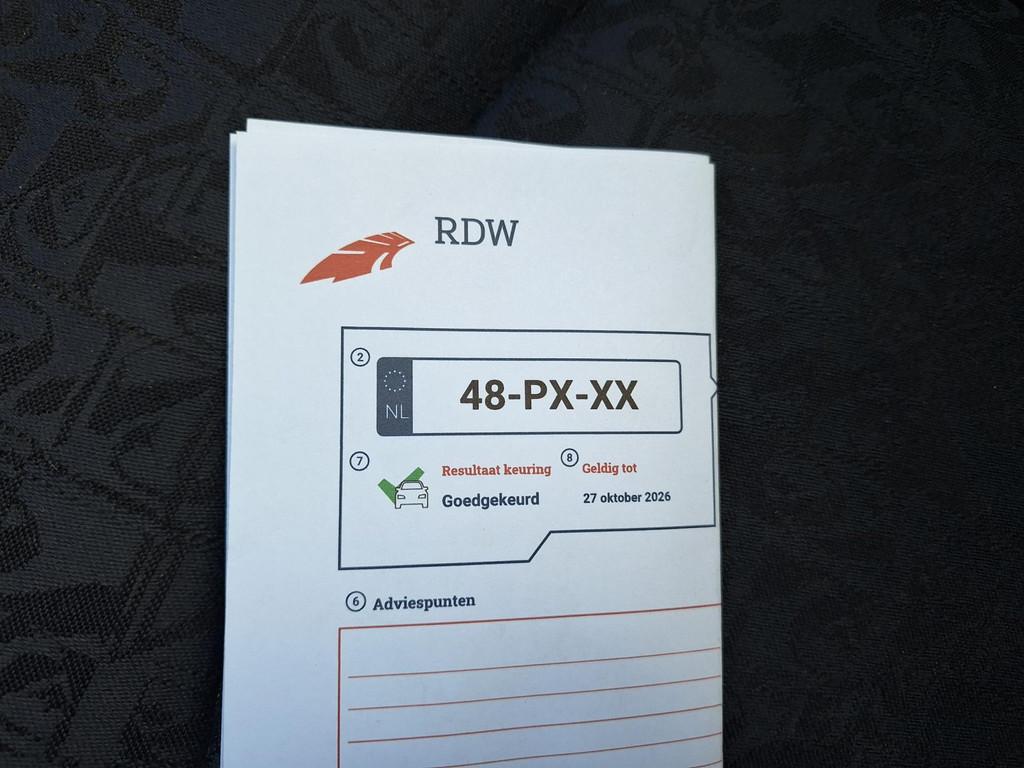 RDW
2
NL
48-PX-XX
7
Resultaat keuring
8
Geldig tot
Goedgekeurd
27 oktober 2026
6 Adviespunten